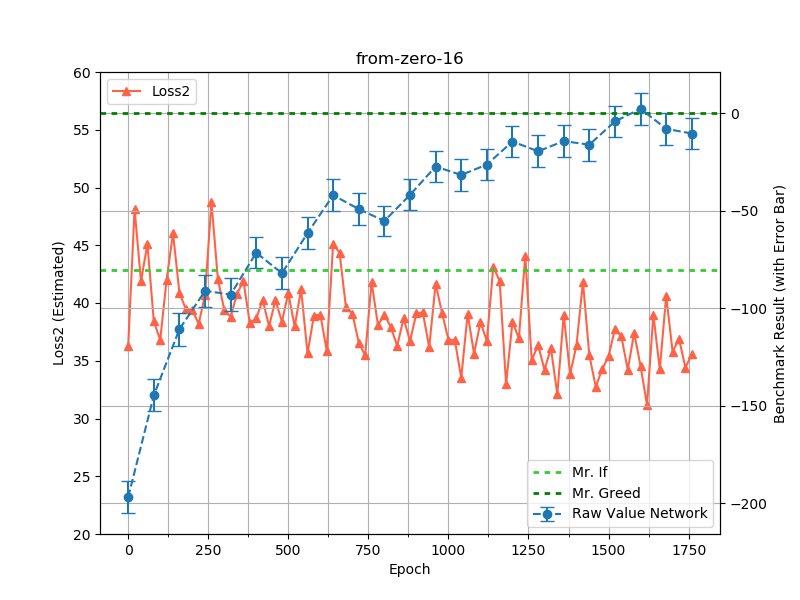 from-zero-16
Loss2
60
55
50
45
40
35
30
25
20
Loss2 (Estimated)
0
−50
−100
−150
−200
Benchmark Result (with Error Bar)
Mr. If
Mr. Greed
Raw Value Network
0 250 500 750 1000 1250 1500 1750
Epoch